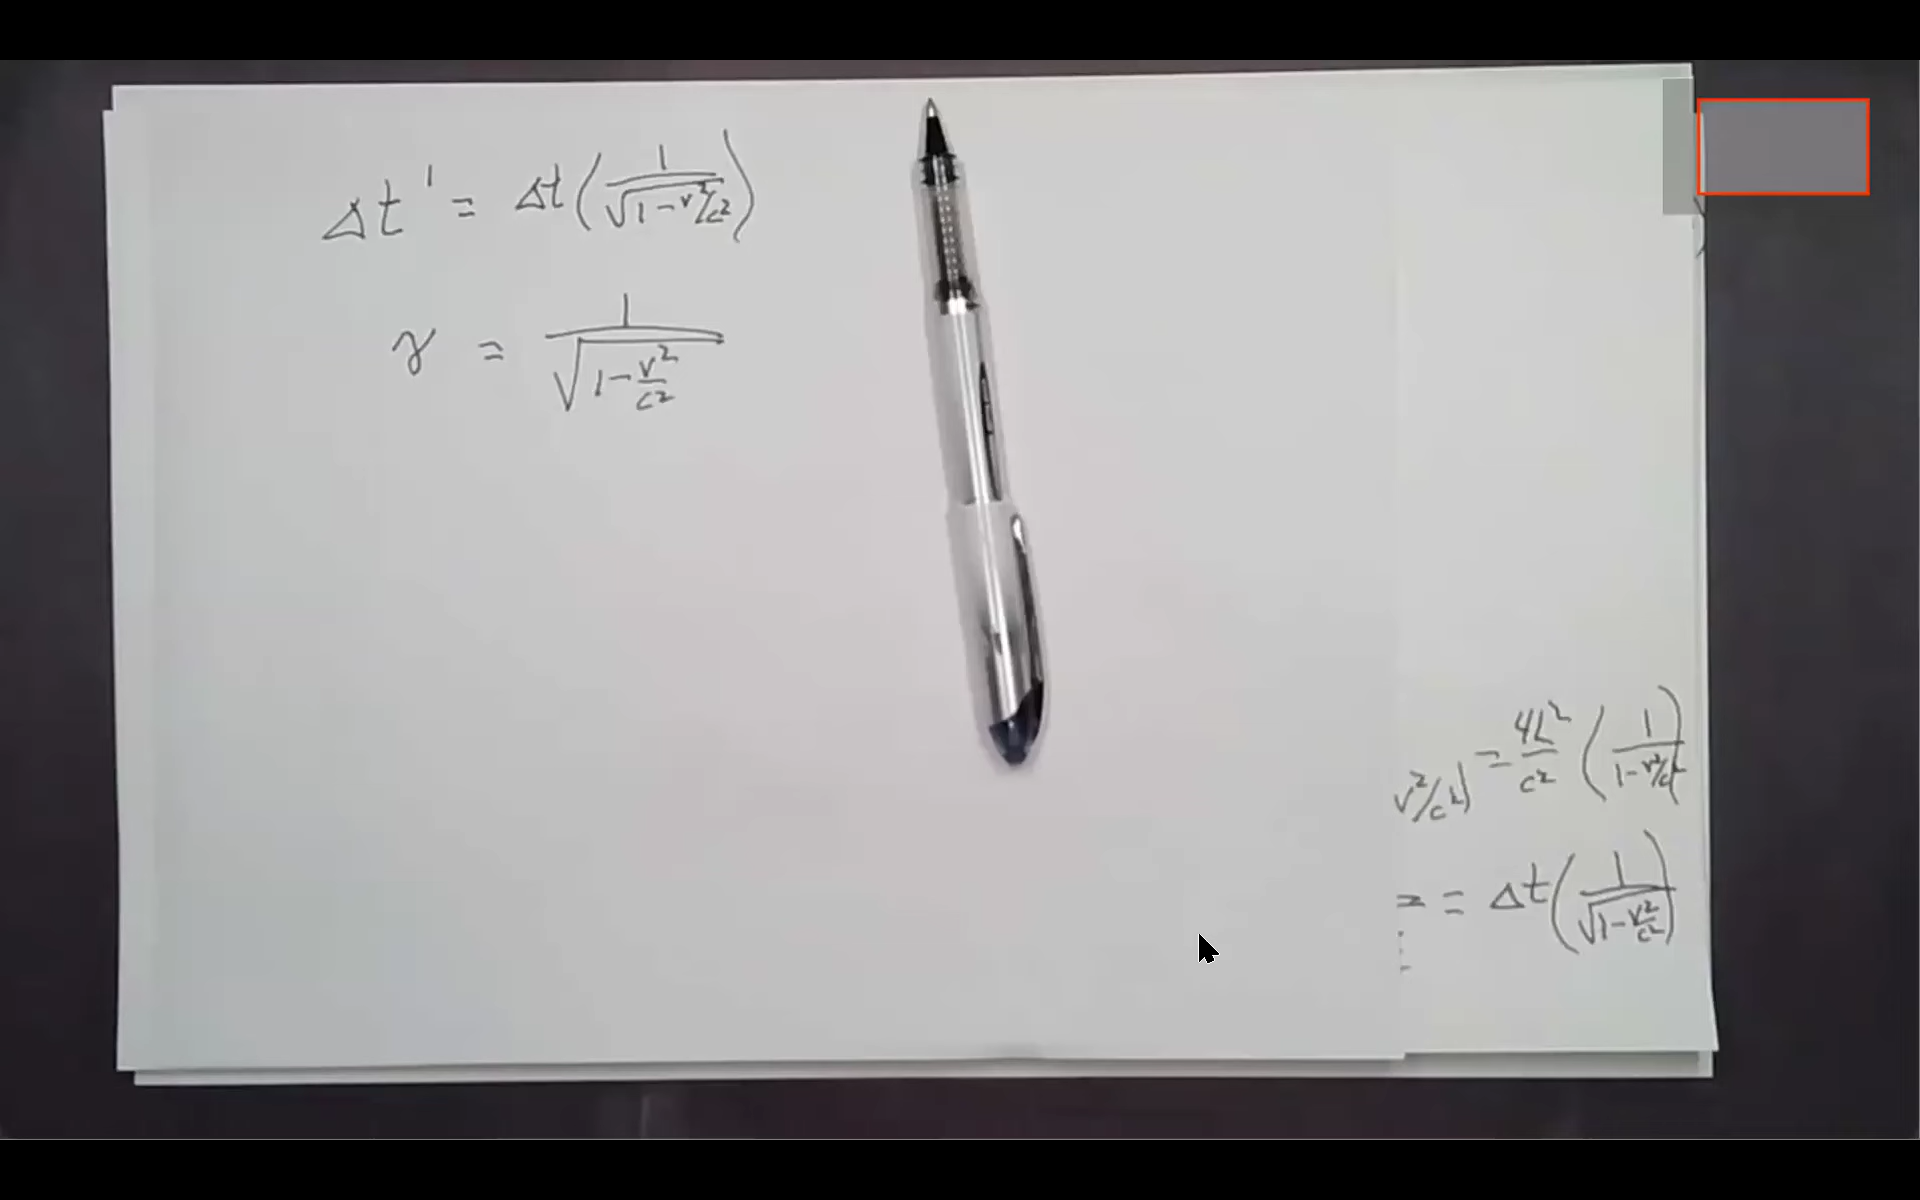 Δt' = Δt(1/√(1-v²/c²))
γ = 1/√(1-v²/c²)
v²/c²) = 4L²/c² (1/(1-v²/c²))
= Δt(1/√(1-v²/c²))